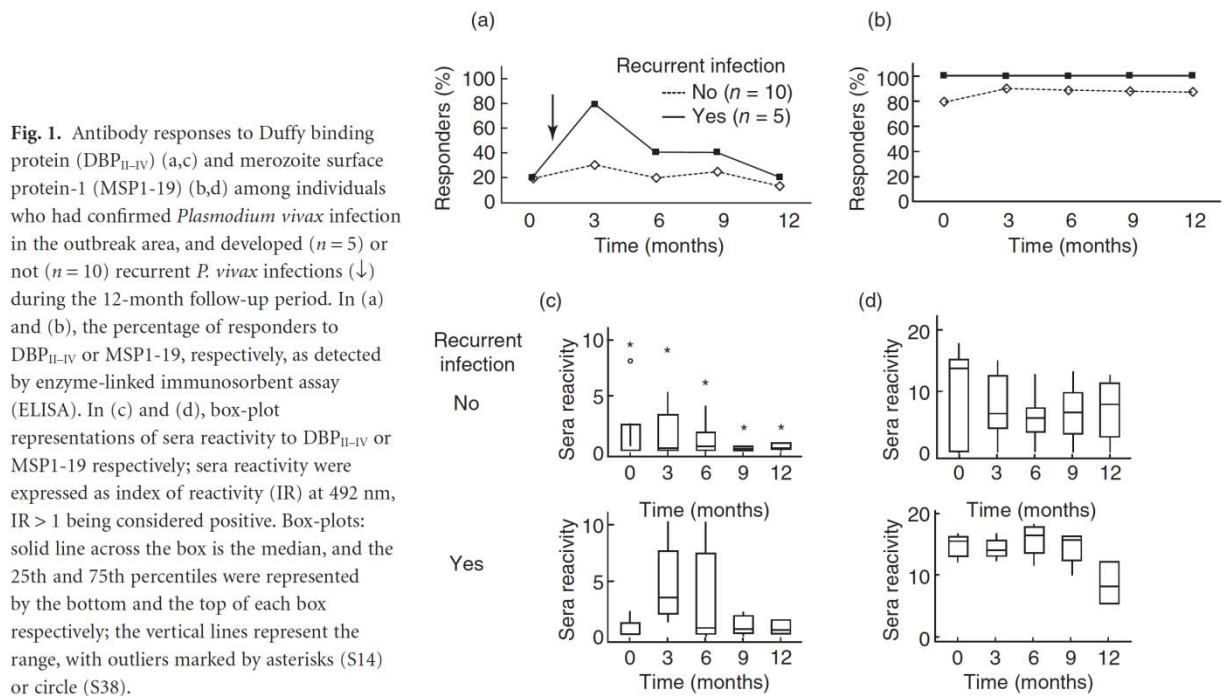 Fig. 1. Antibody responses to Duffy binding
protein (DBPII–IV) (a,c) and merozoite surface
protein-1 (MSP1-19) (b,d) among individuals
who had confirmed Plasmodium vivax infection
in the outbreak area, and developed (n = 5) or
not (n = 10) recurrent P. vivax infections (↓)
during the 12-month follow-up period. In (a)
and (b), the percentage of responders to
DBPII–IV or MSP1-19, respectively, as detected
by enzyme-linked immunosorbent assay
(ELISA). In (c) and (d), box-plot
representations of sera reactivity to DBPII–IV or
MSP1-19 respectively; sera reactivity were
expressed as index of reactivity (IR) at 492 nm,
IR > 1 being considered positive. Box-plots:
solid line across the box is the median, and the
25th and 75th percentiles were represented
by the bottom and the top of each box
respectively; the vertical lines represent the
range, with outliers marked by asterisks (S14)
or circle (S38).
(a)
Responders (%)
100
80
60
40
20
0
Recurrent infection
No (n = 10)
Yes (n = 5)
0 3 6 9 12
Time (months)
(b)
Responders (%)
100
80
60
40
20
0
0 3 6 9 12
Time (months)
Recurrent
infection
No
(c)
Sera reacivity
10
5
0
0 3 6 9 12
Time (months)
(d)
Sera reacivity
20
10
0
0 3 6 9 12
Time (months)
Yes
Sera reacivity
10
5
0
0 3 6 9 12
Time (months)
Sera reacivity
20
10
0
0 3 6 9 12
Time (months)